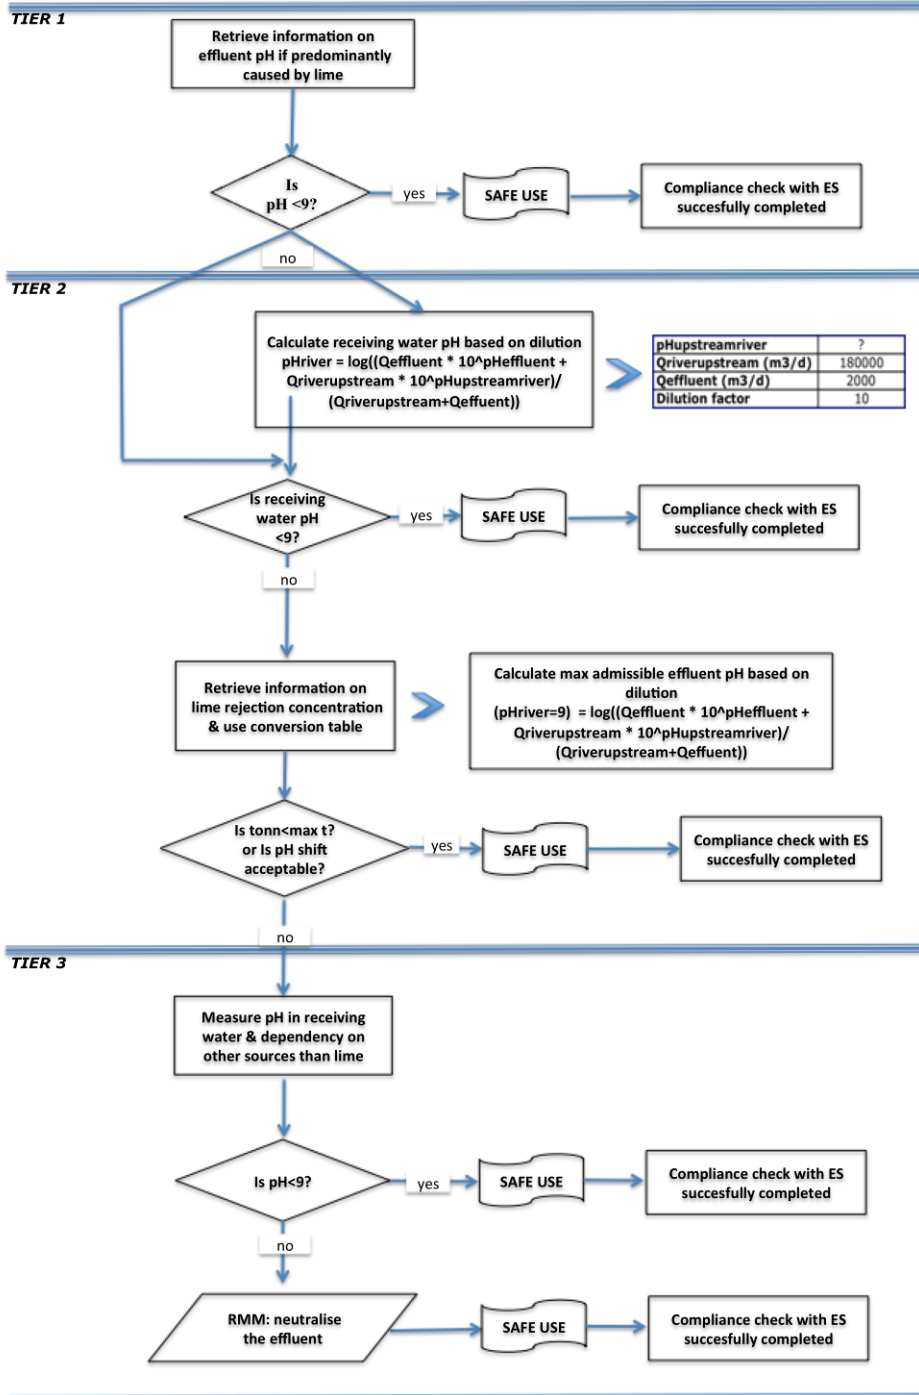 TIER 1
Retrieve information on
effluent pH if predominantly
caused by lime
Is
pH <9?
yes
SAFE USE
Compliance check with ES
succesfully completed
no
TIER 2
Calculate receiving water pH based on dilution
pHriver = log((Qeffluent * 10^pHeffluent +
Qriverupstream * 10^pHupstreamriver)/
(Qriverupstream+Qeffuent))
pHupstreamriver ?
Qriverupstream (m3/d) 180000
Qeffluent (m3/d) 2000
Dilution factor 10
Is receiving
water pH
<9?
yes
SAFE USE
Compliance check with ES
succesfully completed
no
Retrieve information on
lime rejection concentration
& use conversion table
Calculate max admissible effluent pH based on
dilution
(pHriver=9) = log((Qeffluent * 10^pHeffluent +
Qriverupstream * 10^pHupstreamriver)/
(Qriverupstream+Qeffuent))
Is tonn<max t?
or Is pH shift
acceptable?
yes
SAFE USE
Compliance check with ES
succesfully completed
no
TIER 3
Measure pH in receiving
water & dependency on
other sources than lime
Is pH<9?
yes
SAFE USE
Compliance check with ES
succesfully completed
no
RMM: neutralise
the effluent
SAFE USE
Compliance check with ES
succesfully completed